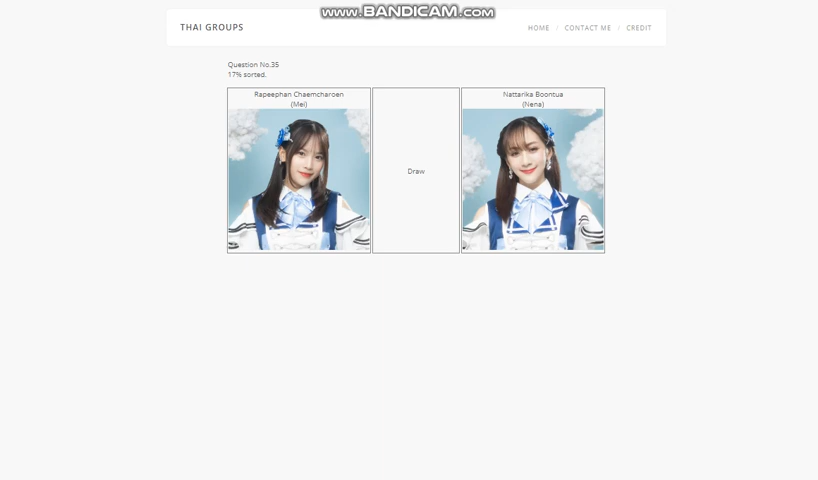 www.BANDICAM.com
THAI GROUPS
HOME / CONTACT ME / CREDIT
Question No.35
17% sorted.
Rapeephan Chaemcharoen
(Mei)
Draw
Nattarika Boontua
(Nena)